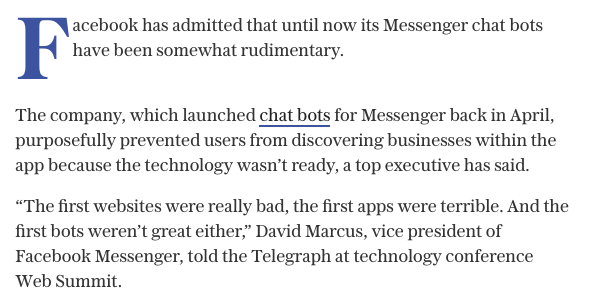 Facebook has admitted that until now its Messenger chat bots
have been somewhat rudimentary.
The company, which launched chat bots for Messenger back in April,
purposefully prevented users from discovering businesses within the
app because the technology wasn’t ready, a top executive has said.
“The first websites were really bad, the first apps were terrible. And the
first bots weren’t great either,” David Marcus, vice president of
Facebook Messenger, told the Telegraph at technology conference
Web Summit.